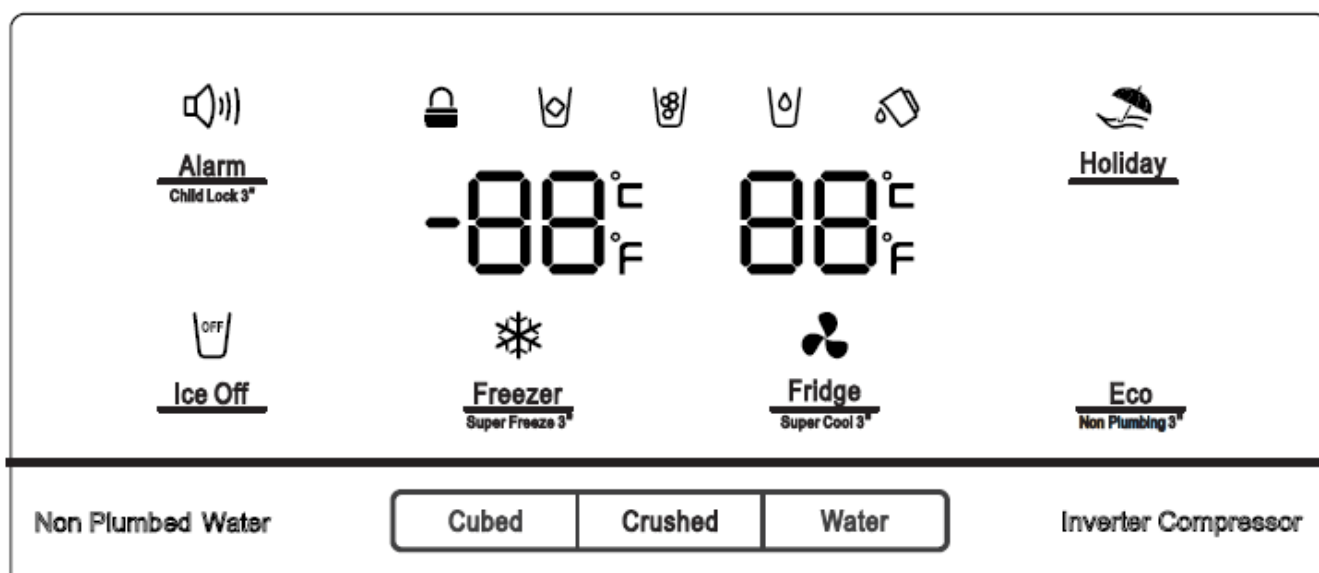 Alarm
Child Lock 3"
Holiday
-88 °C °F
88 °C °F
OFF
Ice Off
Freezer
Super Freeze 3"
Fridge
Super Cool 3"
Eco
Non Plumbing 3"
Non Plumbed Water
Cubed
Crushed
Water
Inverter Compressor